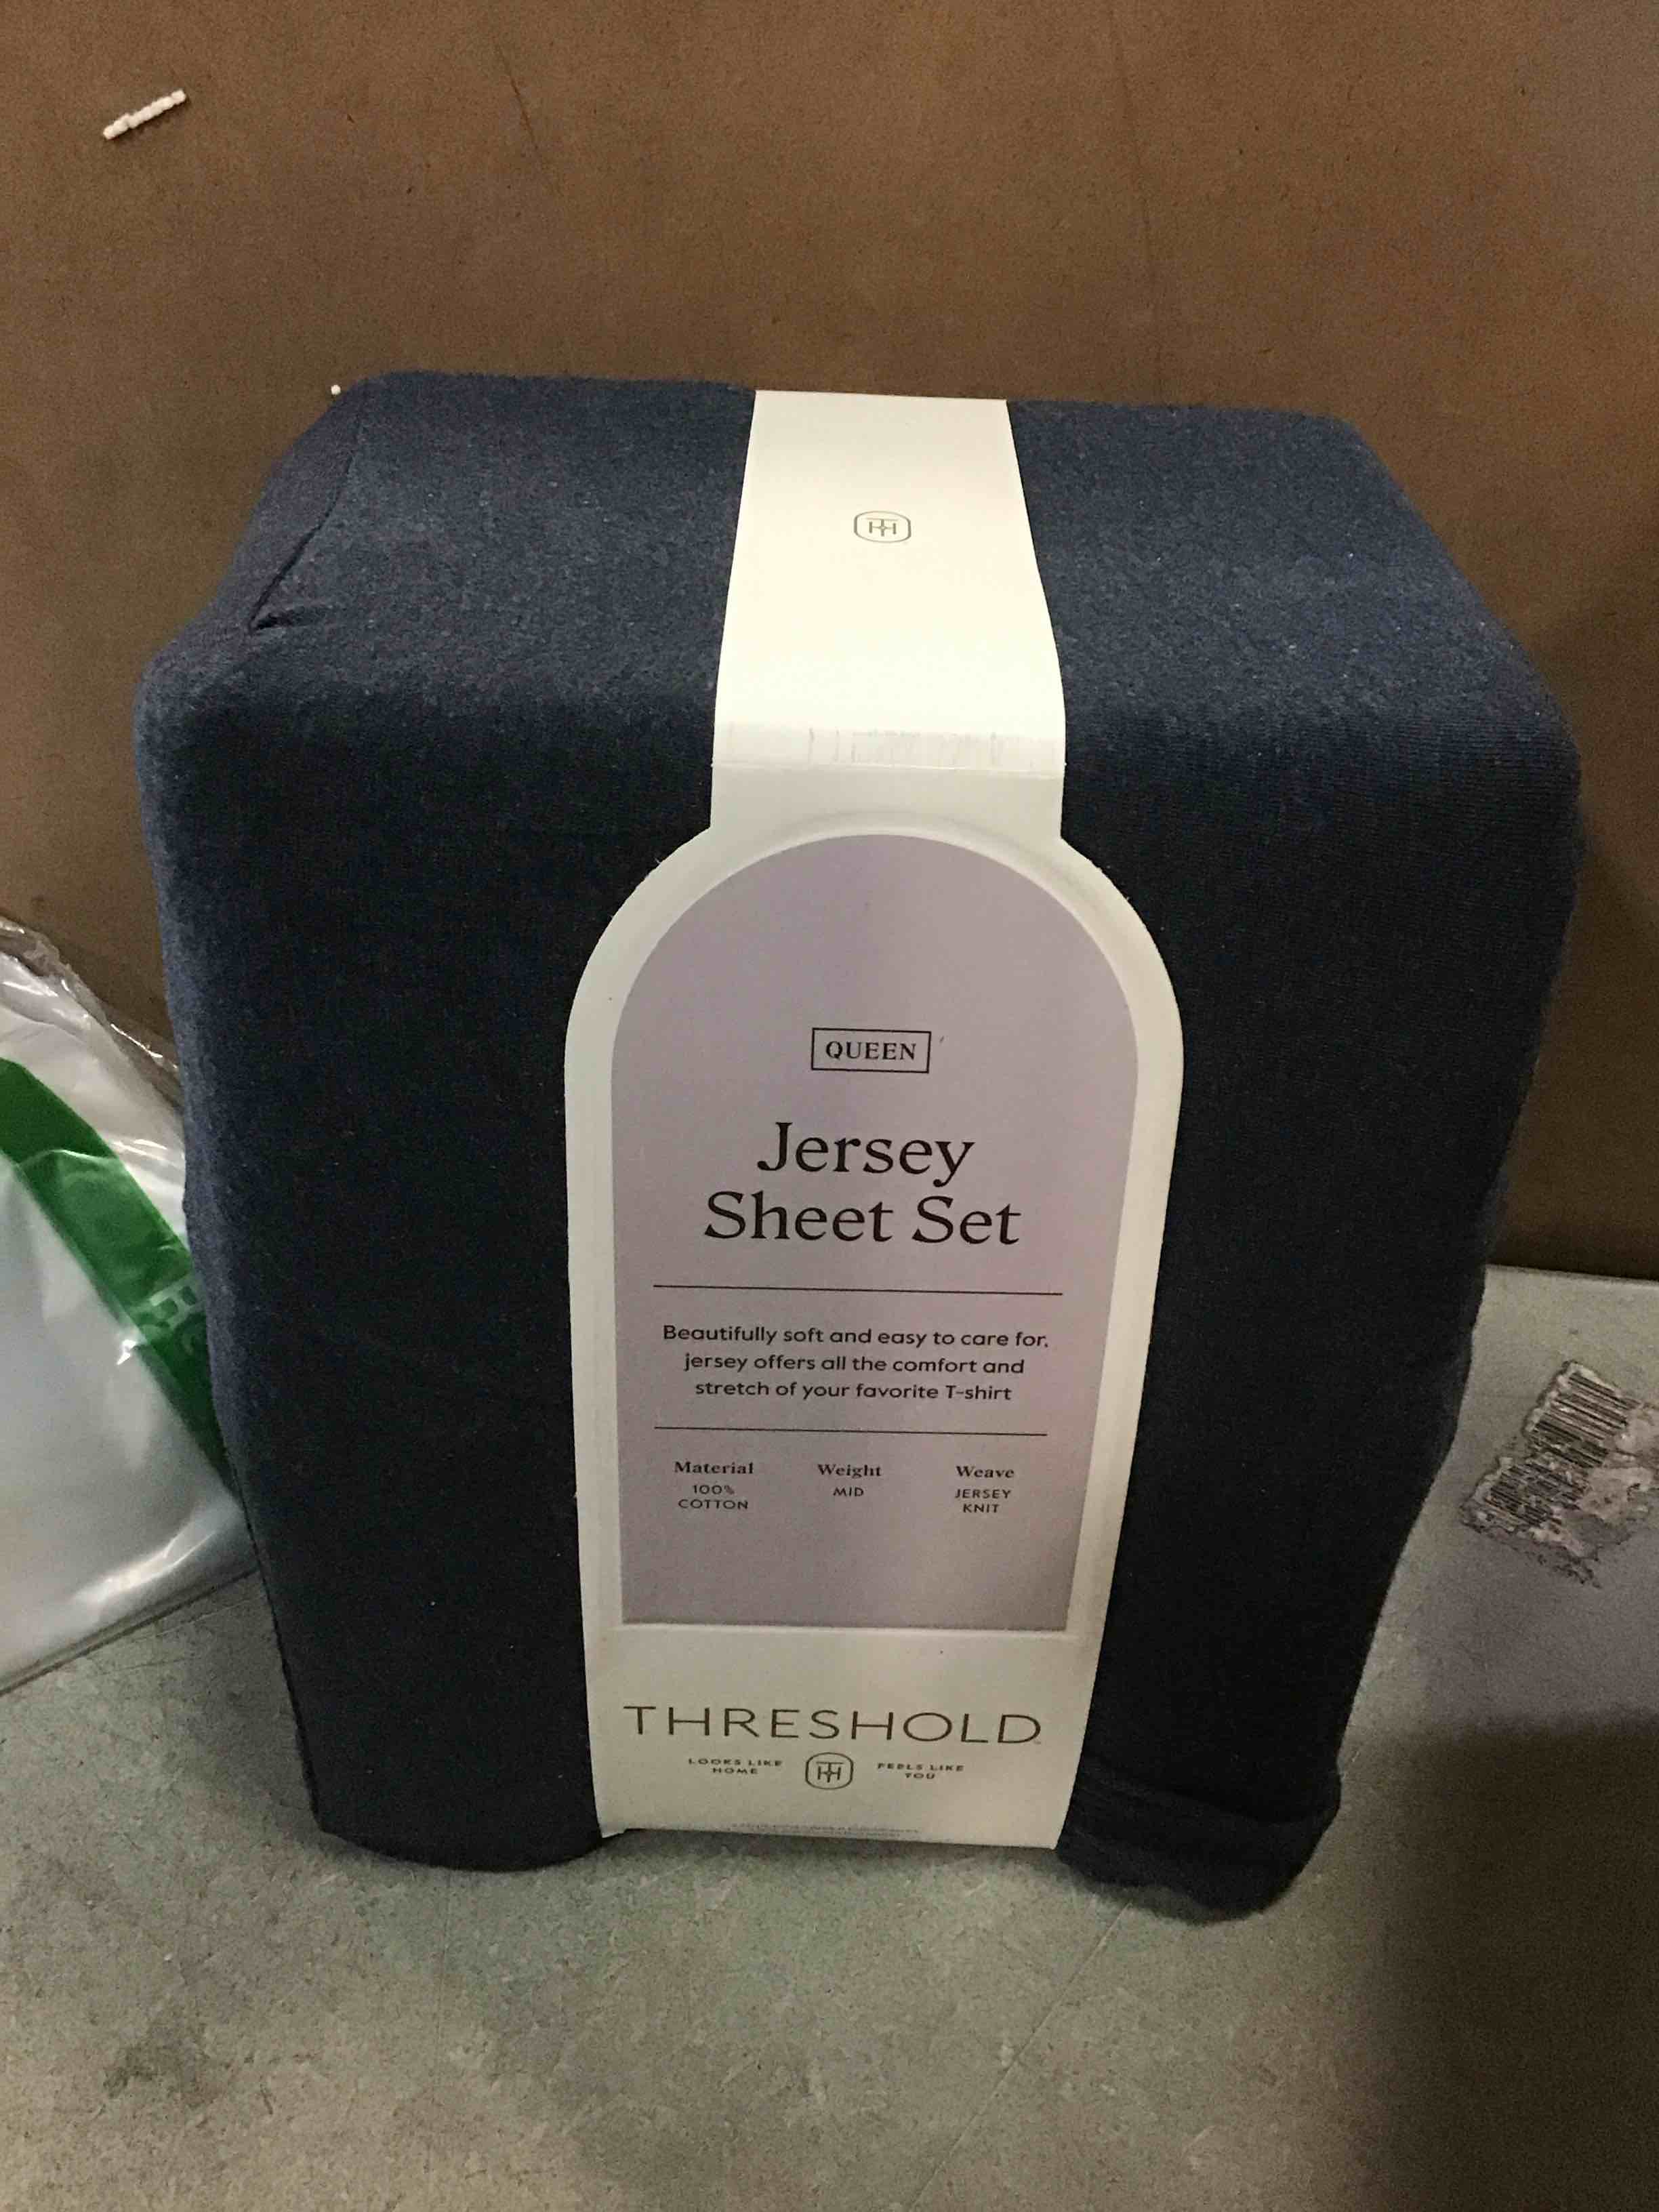 QUEEN
Jersey
Sheet Set
Beautifully soft and easy to care for,
jersey offers all the comfort and
stretch of your favorite T-shirt
Material
100%
COTTON
Weight
MID
Weave
JERSEY
KNIT
THRESHOLD
LOOKS LIKE
HOME
FEELS LIKE
YOU